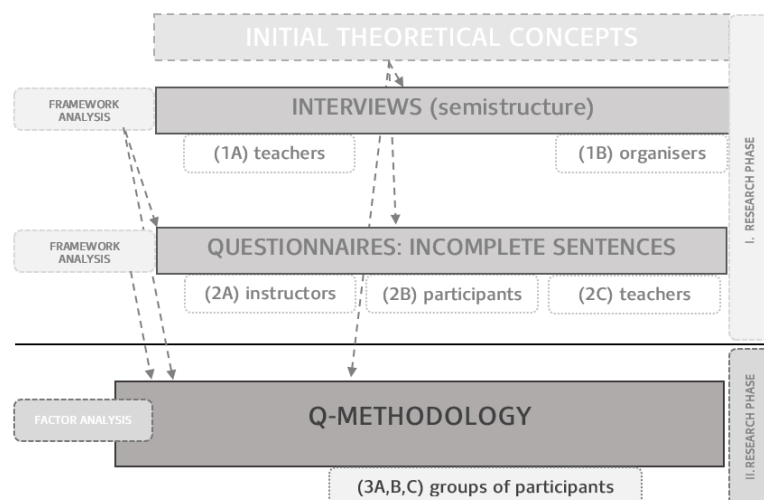 INITIAL THEORETICAL CONCEPTS
FRAMEWORK
ANALYSIS
INTERVIEWS (semistructure)
(1A) teachers
(1B) organisers
I. RESEARCH PHASE
FRAMEWORK
ANALYSIS
QUESTIONNAIRES: INCOMPLETE SENTENCES
(2A) instructors
(2B) participants
(2C) teachers
FACTOR ANALYSIS
Q-METHODOLOGY
II.RESEARCH PHASE
(3A,B,C) groups of participants